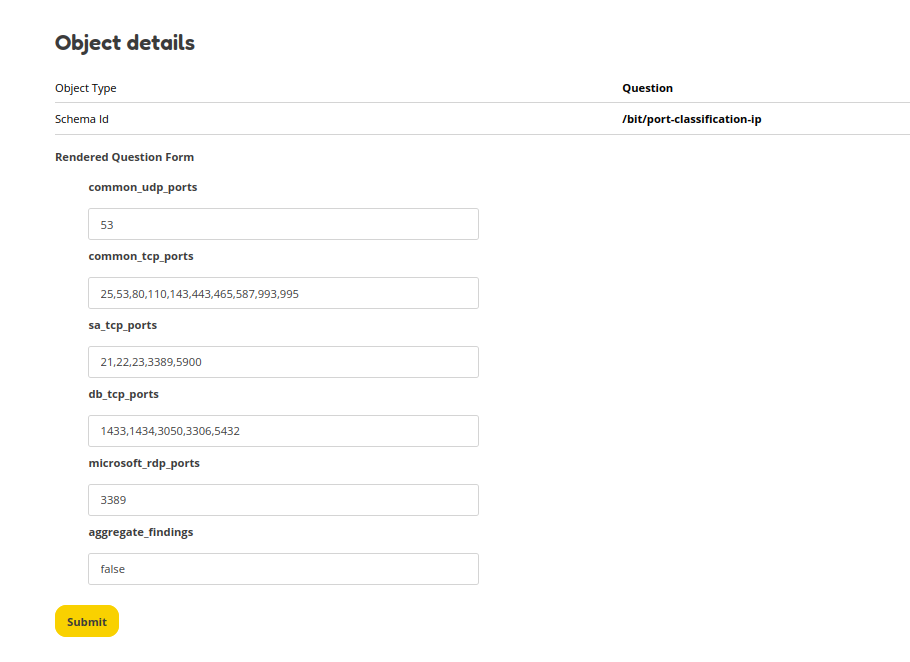 Object details
Object Type Question
Schema Id /bit/port-classification-ip
Rendered Question Form
common_udp_ports
53
common_tcp_ports
25,53,80,110,143,443,465,587,993,995
sa_tcp_ports
21,22,23,3389,5900
db_tcp_ports
1433,1434,3050,3306,5432
microsoft_rdp_ports
3389
aggregate_findings
false
Submit